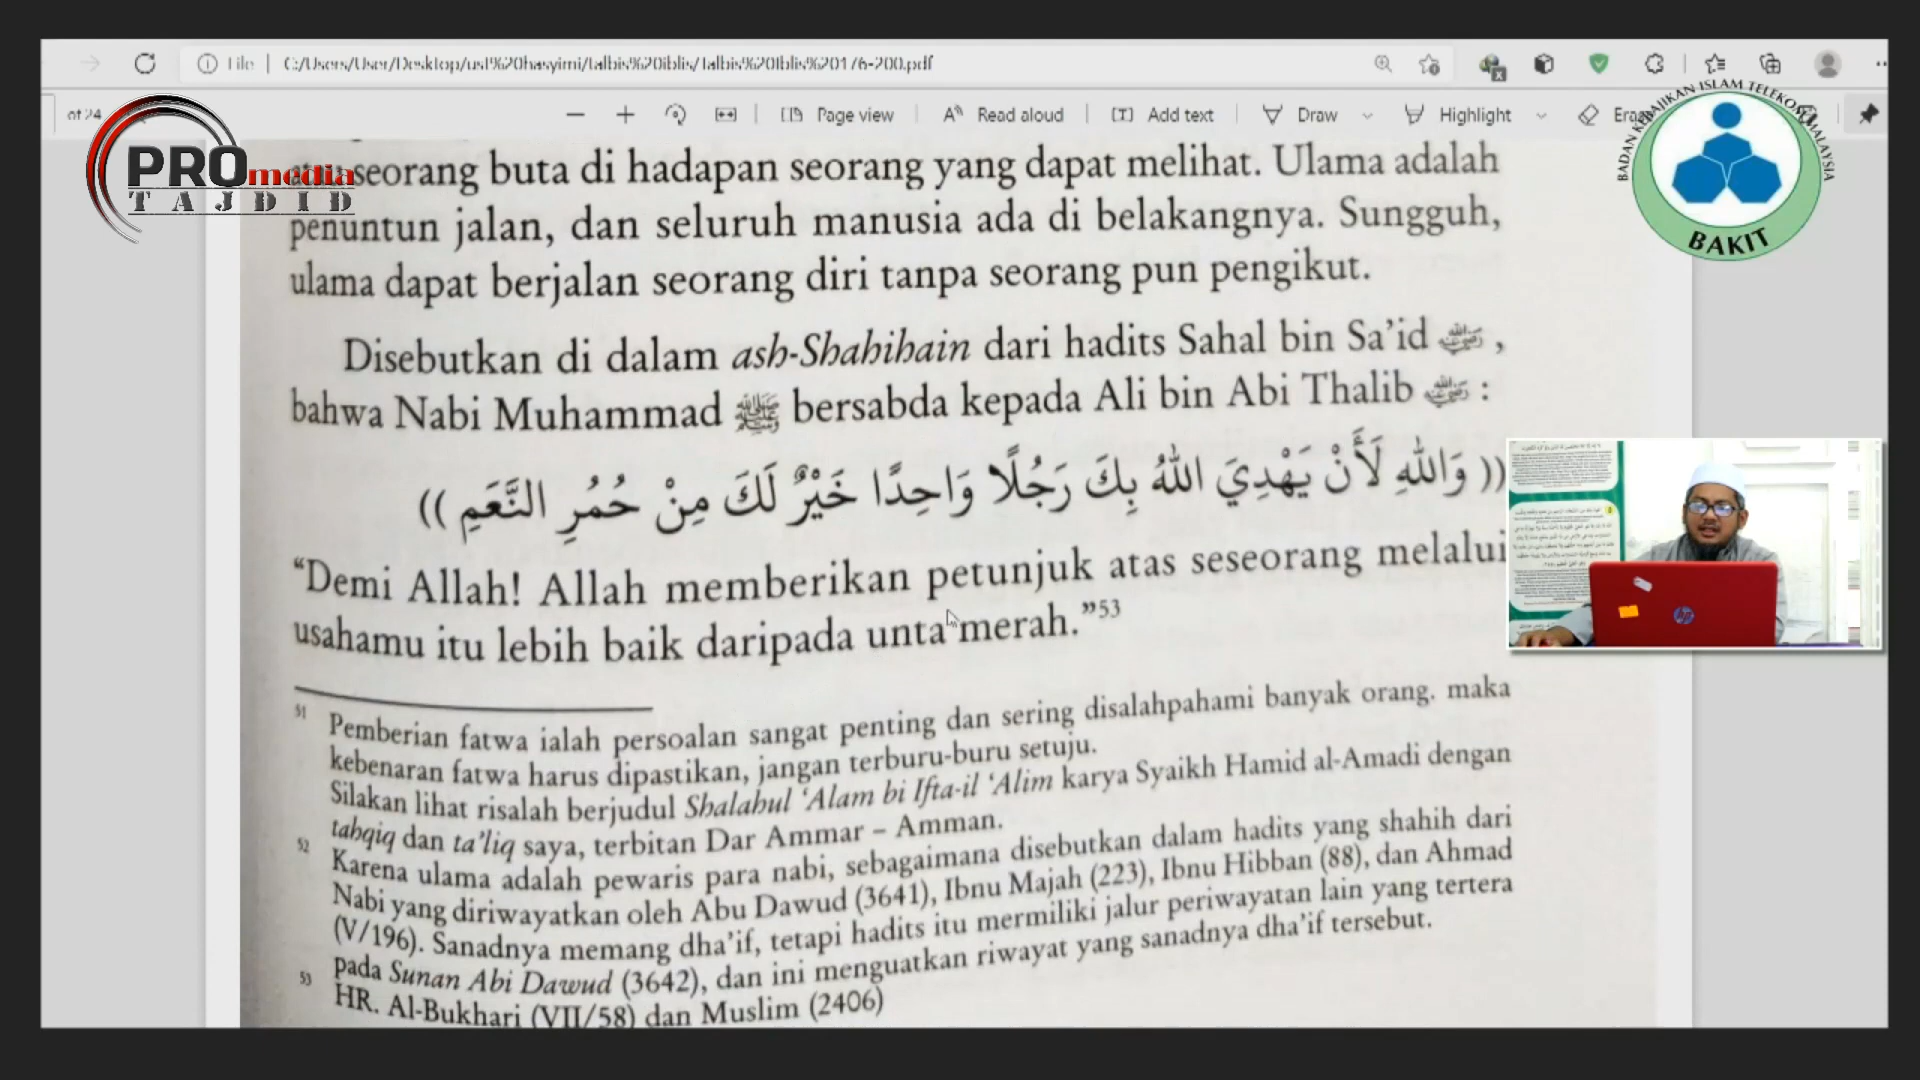 File | C:/Users/User/Desktop/ust%20hasyimi/talbis%20iblis/Talbis%20Iblis%20176-200.pdf
of 24
Page view
Read aloud
Add text
Draw
Highlight
PROmedia
TAJDID
BADAN KEBAJIKAN ISLAM TELEKOM MALAYSIA
BAKIT
seorang buta di hadapan seorang yang dapat melihat. Ulama adalah
penuntun jalan, dan seluruh manusia ada di belakangnya. Sungguh,
ulama dapat berjalan seorang diri tanpa seorang pun pengikut.
Disebutkan di dalam ash-Shahihain dari hadits Sahal bin Sa’id ﵁,
bahwa Nabi Muhammad ﷺ bersabda kepada Ali bin Abi Thalib ﵁ :
(( وَاللهِ لَأَنْ يَهْدِيَ اللهُ بِكَ رَجُلًا وَاحِدًا خَيْرٌ لَكَ مِنْ حُمُرِ النَّعَمِ ))
“Demi Allah! Allah memberikan petunjuk atas seseorang melalui
usahamu itu lebih baik daripada unta merah.”53
51 Pemberian fatwa ialah persoalan sangat penting dan sering disalahpahami banyak orang. maka
kebenaran fatwa harus dipastikan, jangan terburu-buru setuju.
Silakan lihat risalah berjudul Shalahul ‘Alam bi Ifta-il ‘Alim karya Syaikh Hamid al-Amadi dengan
tahqiq dan ta’liq saya, terbitan Dar Ammar – Amman.
52 Karena ulama adalah pewaris para nabi, sebagaimana disebutkan dalam hadits yang shahih dari
Nabi yang diriwayatkan oleh Abu Dawud (3641), Ibnu Majah (223), Ibnu Hibban (88), dan Ahmad
(V/196). Sanadnya memang dha’if, tetapi hadits itu mermiliki jalur periwayatan lain yang tertera
pada Sunan Abi Dawud (3642), dan ini menguatkan riwayat yang sanadnya dha’if tersebut.
53 HR. Al-Bukhari (VII/58) dan Muslim (2406)